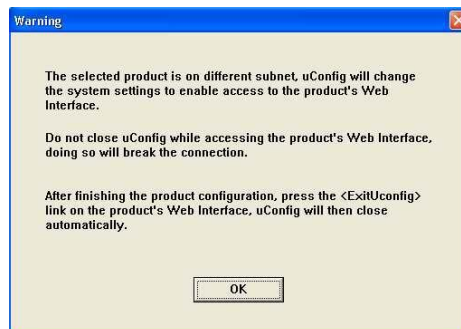 Warning
The selected product is on different subnet, uConfig will change
the system settings to enable access to the product's Web
Interface.
Do not close uConfig while accessing the product's Web Interface,
doing so will break the connection.
After finishing the product configuration, press the <ExitUconfig>
link on the product's Web Interface, uConfig will then close
automatically.
OK